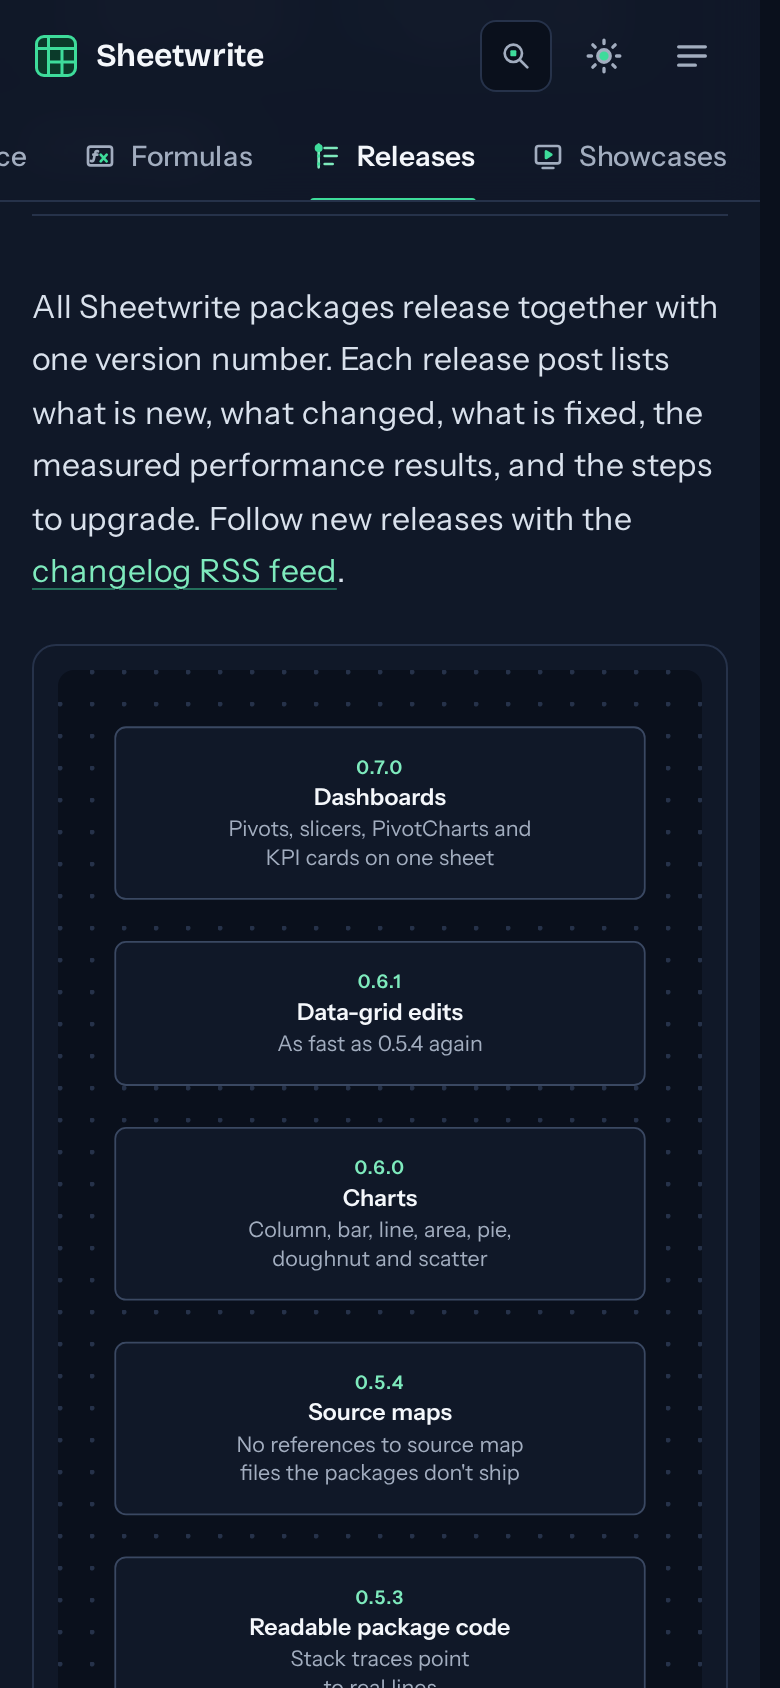 Sheetwrite
ce
Formulas
Releases
Showcases
All Sheetwrite packages release together with
one version number. Each release post lists
what is new, what changed, what is fixed, the
measured performance results, and the steps
to upgrade. Follow new releases with the
changelog RSS feed.
0.7.0
Dashboards
Pivots, slicers, PivotCharts and
KPI cards on one sheet
0.6.1
Data-grid edits
As fast as 0.5.4 again
0.6.0
Charts
Column, bar, line, area, pie,
doughnut and scatter
0.5.4
Source maps
No references to source map
files the packages don't ship
0.5.3
Readable package code
Stack traces point
to real lines